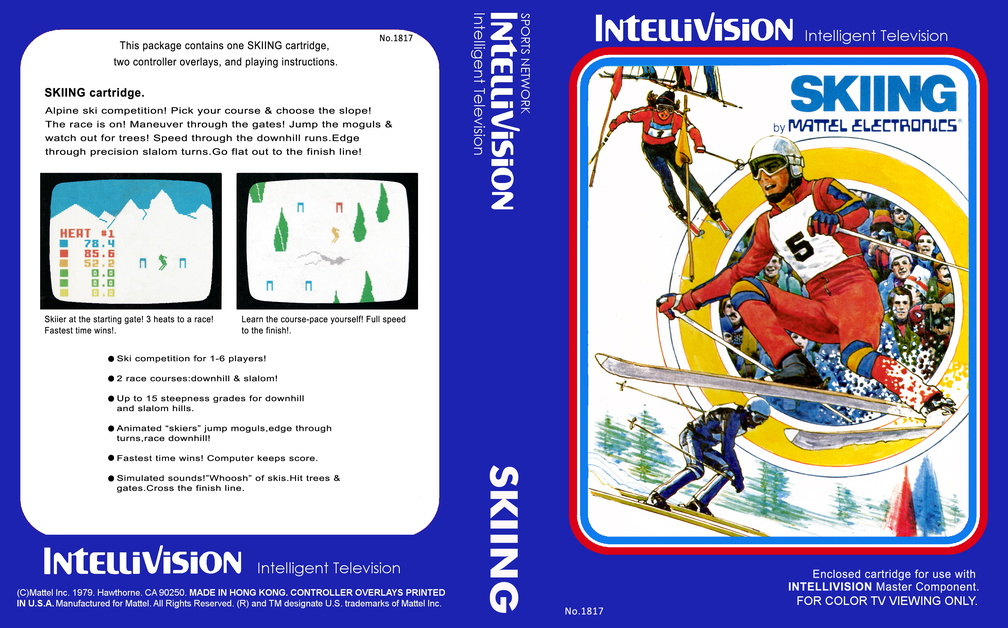 No.1817
This package contains one SKIING cartridge,
two controller overlays, and playing instructions.
SKIING cartridge.
Alpine ski competition! Pick your course & choose the slope!
The race is on! Maneuver through the gates! Jump the moguls &
watch out for trees! Speed through the downhill runs.Edge
through precision slalom turns.Go flat out to the finish line!
HEAT #1
78.4
85.6
52.2
0.0
0.0
0.0
Skiier at the starting gate! 3 heats to a race!
Fastest time wins!.
Learn the course-pace yourself! Full speed
to the finish!.
● Ski competition for 1-6 players!
● 2 race courses:downhill & slalom!
● Up to 15 steepness grades for downhill
and slalom hills.
● Animated “skiers” jump moguls,edge through
turns,race downhill!
● Fastest time wins! Computer keeps score.
● Simulated sounds!"Whoosh" of skis.Hit trees &
gates.Cross the finish line.
INTELLIVISION Intelligent Television
(C)Mattel Inc. 1979. Hawthorne. CA 90250. MADE IN HONG KONG. CONTROLLER OVERLAYS PRINTED
IN U.S.A. Manufactured for Mattel. All Rights Reserved. (R) and TM designate U.S. trademarks of Mattel Inc.
SPORTS NETWORK
INTELLIVISION
Intelligent Television
SKIING
INTELLIVISION Intelligent Television
SKIING
by MATTEL ELECTRONICS®
1
5
Enclosed cartridge for use with
INTELLIVISION Master Component.
FOR COLOR TV VIEWING ONLY.
No.1817